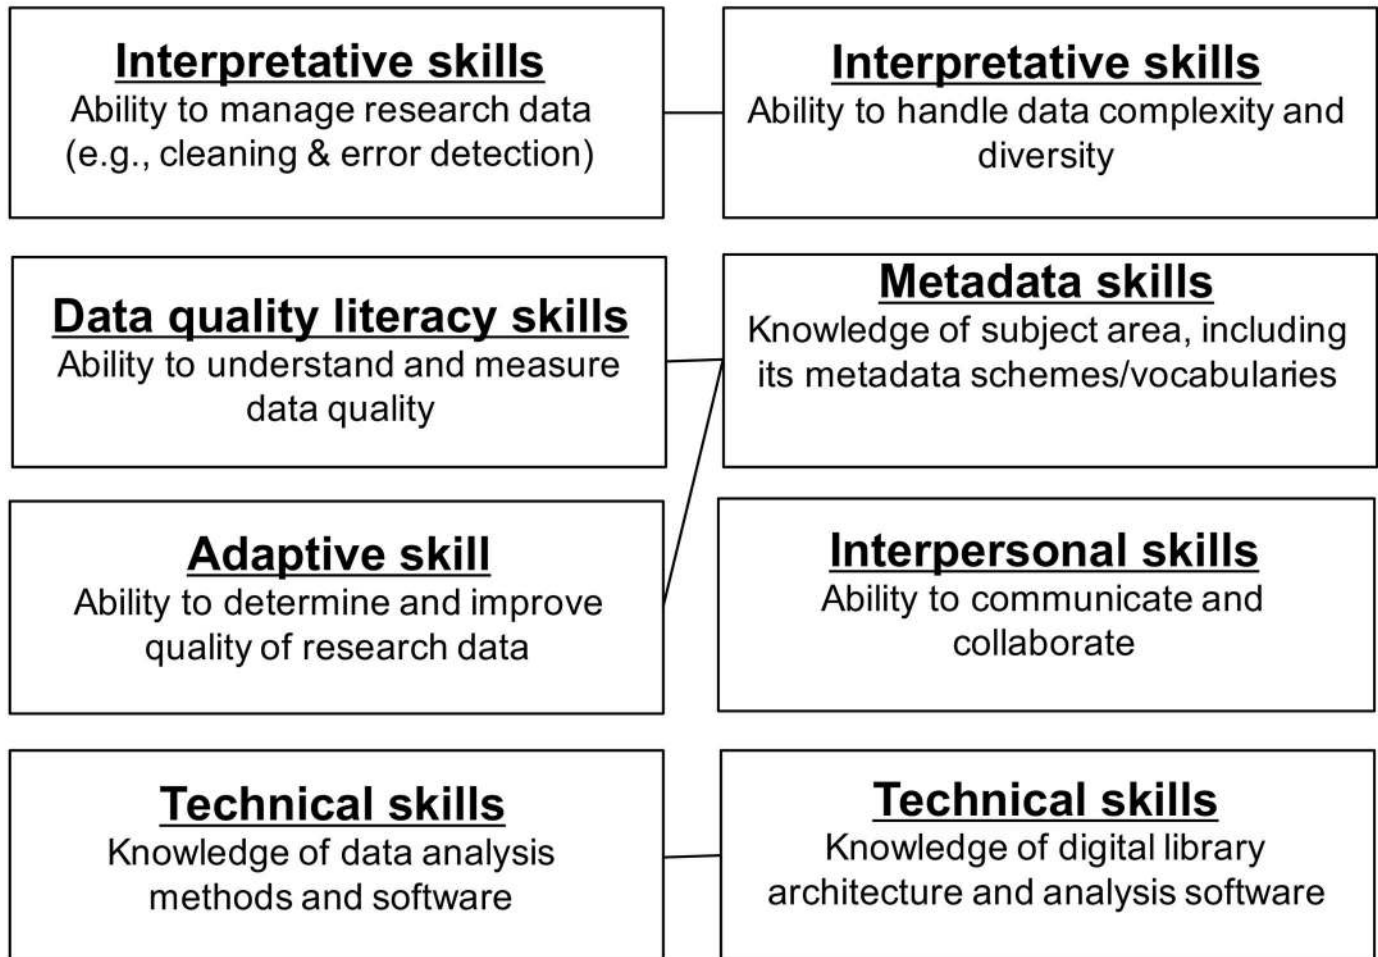 Interpretative skills
Ability to manage research data
(e.g., cleaning & error detection)
Interpretative skills
Ability to handle data complexity and
diversity
Data quality literacy skills
Ability to understand and measure
data quality
Metadata skills
Knowledge of subject area, including
its metadata schemes/vocabularies
Adaptive skill
Ability to determine and improve
quality of research data
Interpersonal skills
Ability to communicate and
collaborate
Technical skills
Knowledge of data analysis
methods and software
Technical skills
Knowledge of digital library
architecture and analysis software